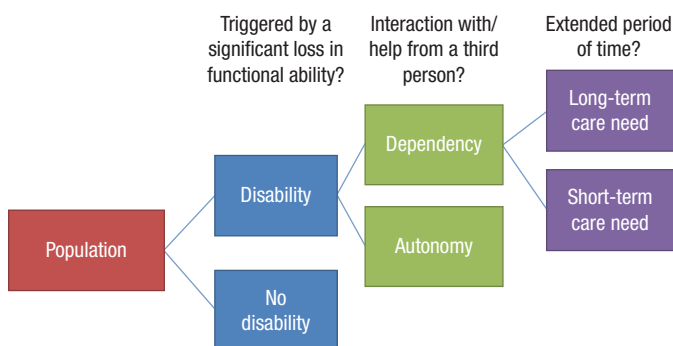 Triggered by a
significant loss in
functional ability?
Interaction with/
help from a third
person?
Extended period
of time?
Long-term
care need
Dependency
Disability
Short-term
care need
Population
Autonomy
No
disability